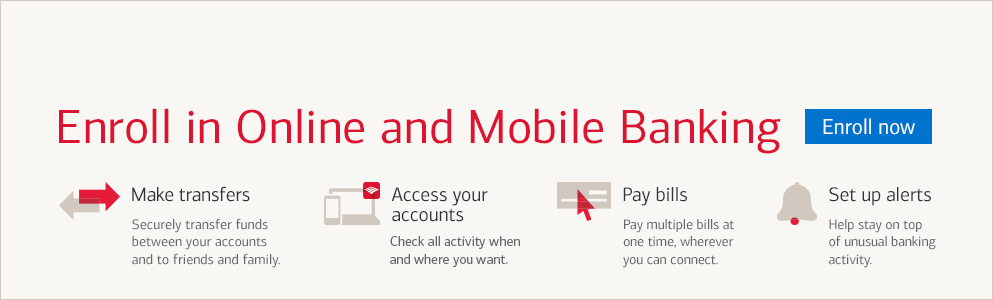 Enroll in Online and Mobile Banking
Enroll now
Make transfers
Securely transfer funds
between your accounts
and to friends and family.
Access your
accounts
Check all activity when
and where you want.
Pay bills
Pay multiple bills at
one time, wherever
you can connect.
Set up alerts
Help stay on top
of unusual banking
activity.